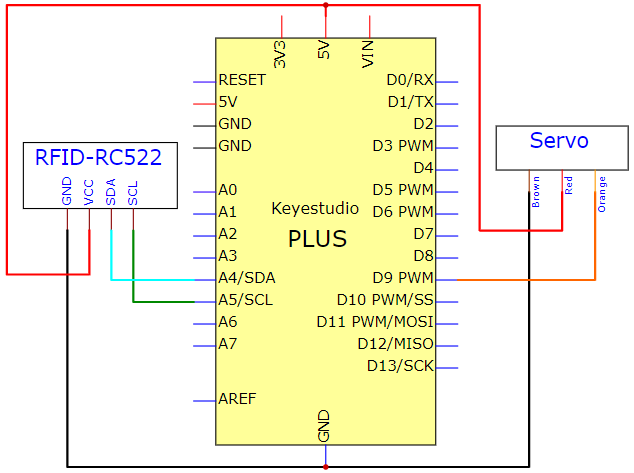 3V3
5V
VIN
RESET
5V
GND
GND
A0
A1
A2
A3
A4/SDA
A5/SCL
A6
A7
AREF
Keyestudio
PLUS
D0/RX
D1/TX
D2
D3 PWM
D4
D5 PWM
D6 PWM
D7
D8
D9 PWM
D10 PWM/SS
D11 PWM/MOSI
D12/MISO
D13/SCK
GND
RFID-RC522
GND
VCC
SDA
SCL
Servo
Brown
Red
Orange